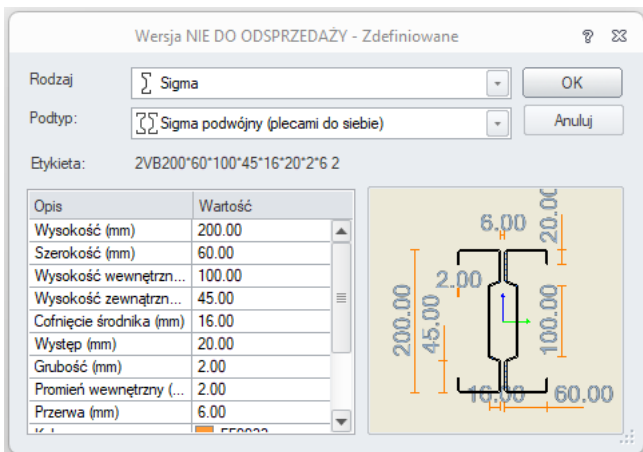 Wersja NIE DO ODSPRZEDAŻY - Zdefiniowane
Rodzaj
Sigma
OK
Podtyp:
Sigma podwójny (plecami do siebie)
Anuluj
Etykieta:
2VB200*60*100*45*16*20*2*6 2
Opis Wartość
Wysokość (mm) 200.00
Szerokość (mm) 60.00
Wysokość wewnętrzn... 100.00
Wysokość zewnątrzn... 45.00
Cofnięcie środnika (mm) 16.00
Występ (mm) 20.00
Grubość (mm) 2.00
Promień wewnętrzny (... 2.00
Przerwa (mm) 6.00
6.00
20.00
2.00
200.00
45.00
100.00
16.00
60.00